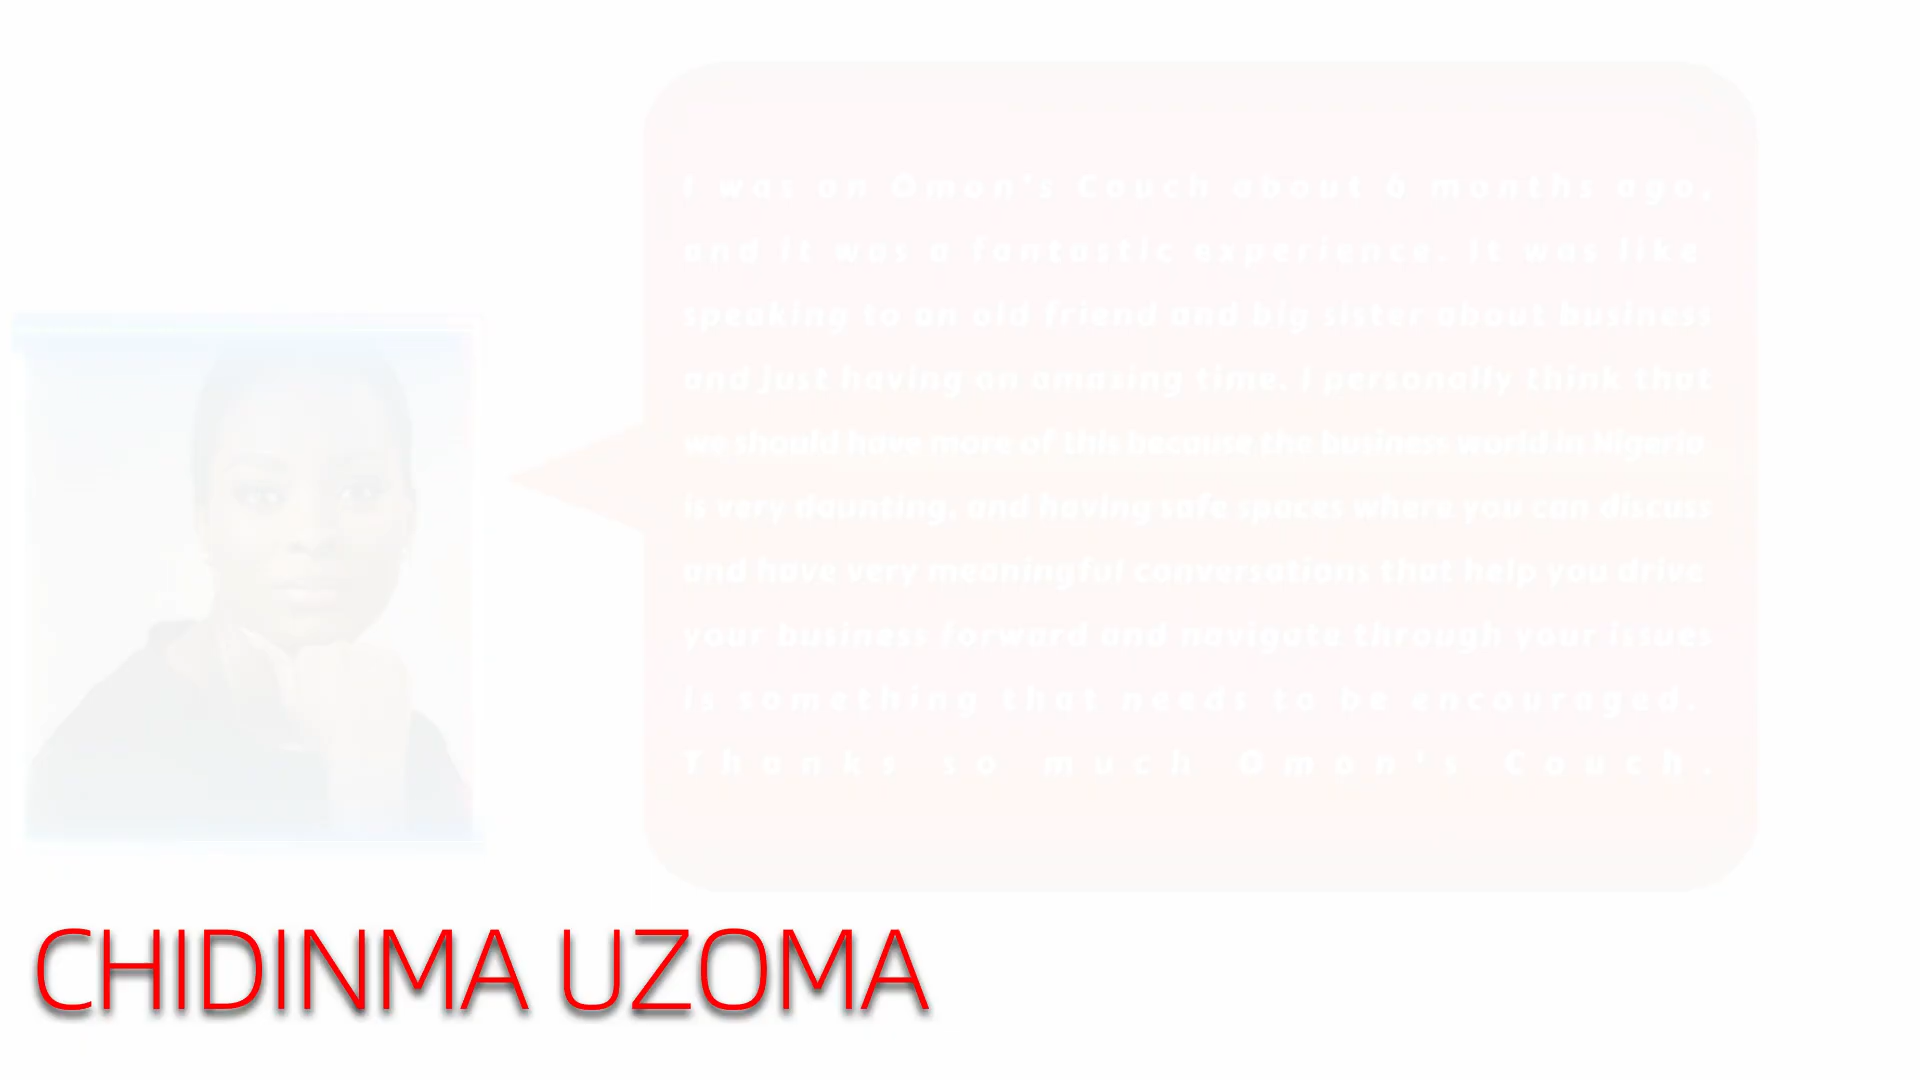 I was on Omon's Couch about 6 months ago,
and it was a fantastic experience. It was like
speaking to an old friend and big sister about business
and just having an amazing time. I personally think that
we should have more of this because the business world in Nigeria
is very daunting, and having safe spaces where you can discuss
and have very meaningful conversations that help you drive
your business forward and navigate through your issues
is something that needs to be encouraged.
Thanks so much Omon's Couch.
CHIDINMA UZOMA